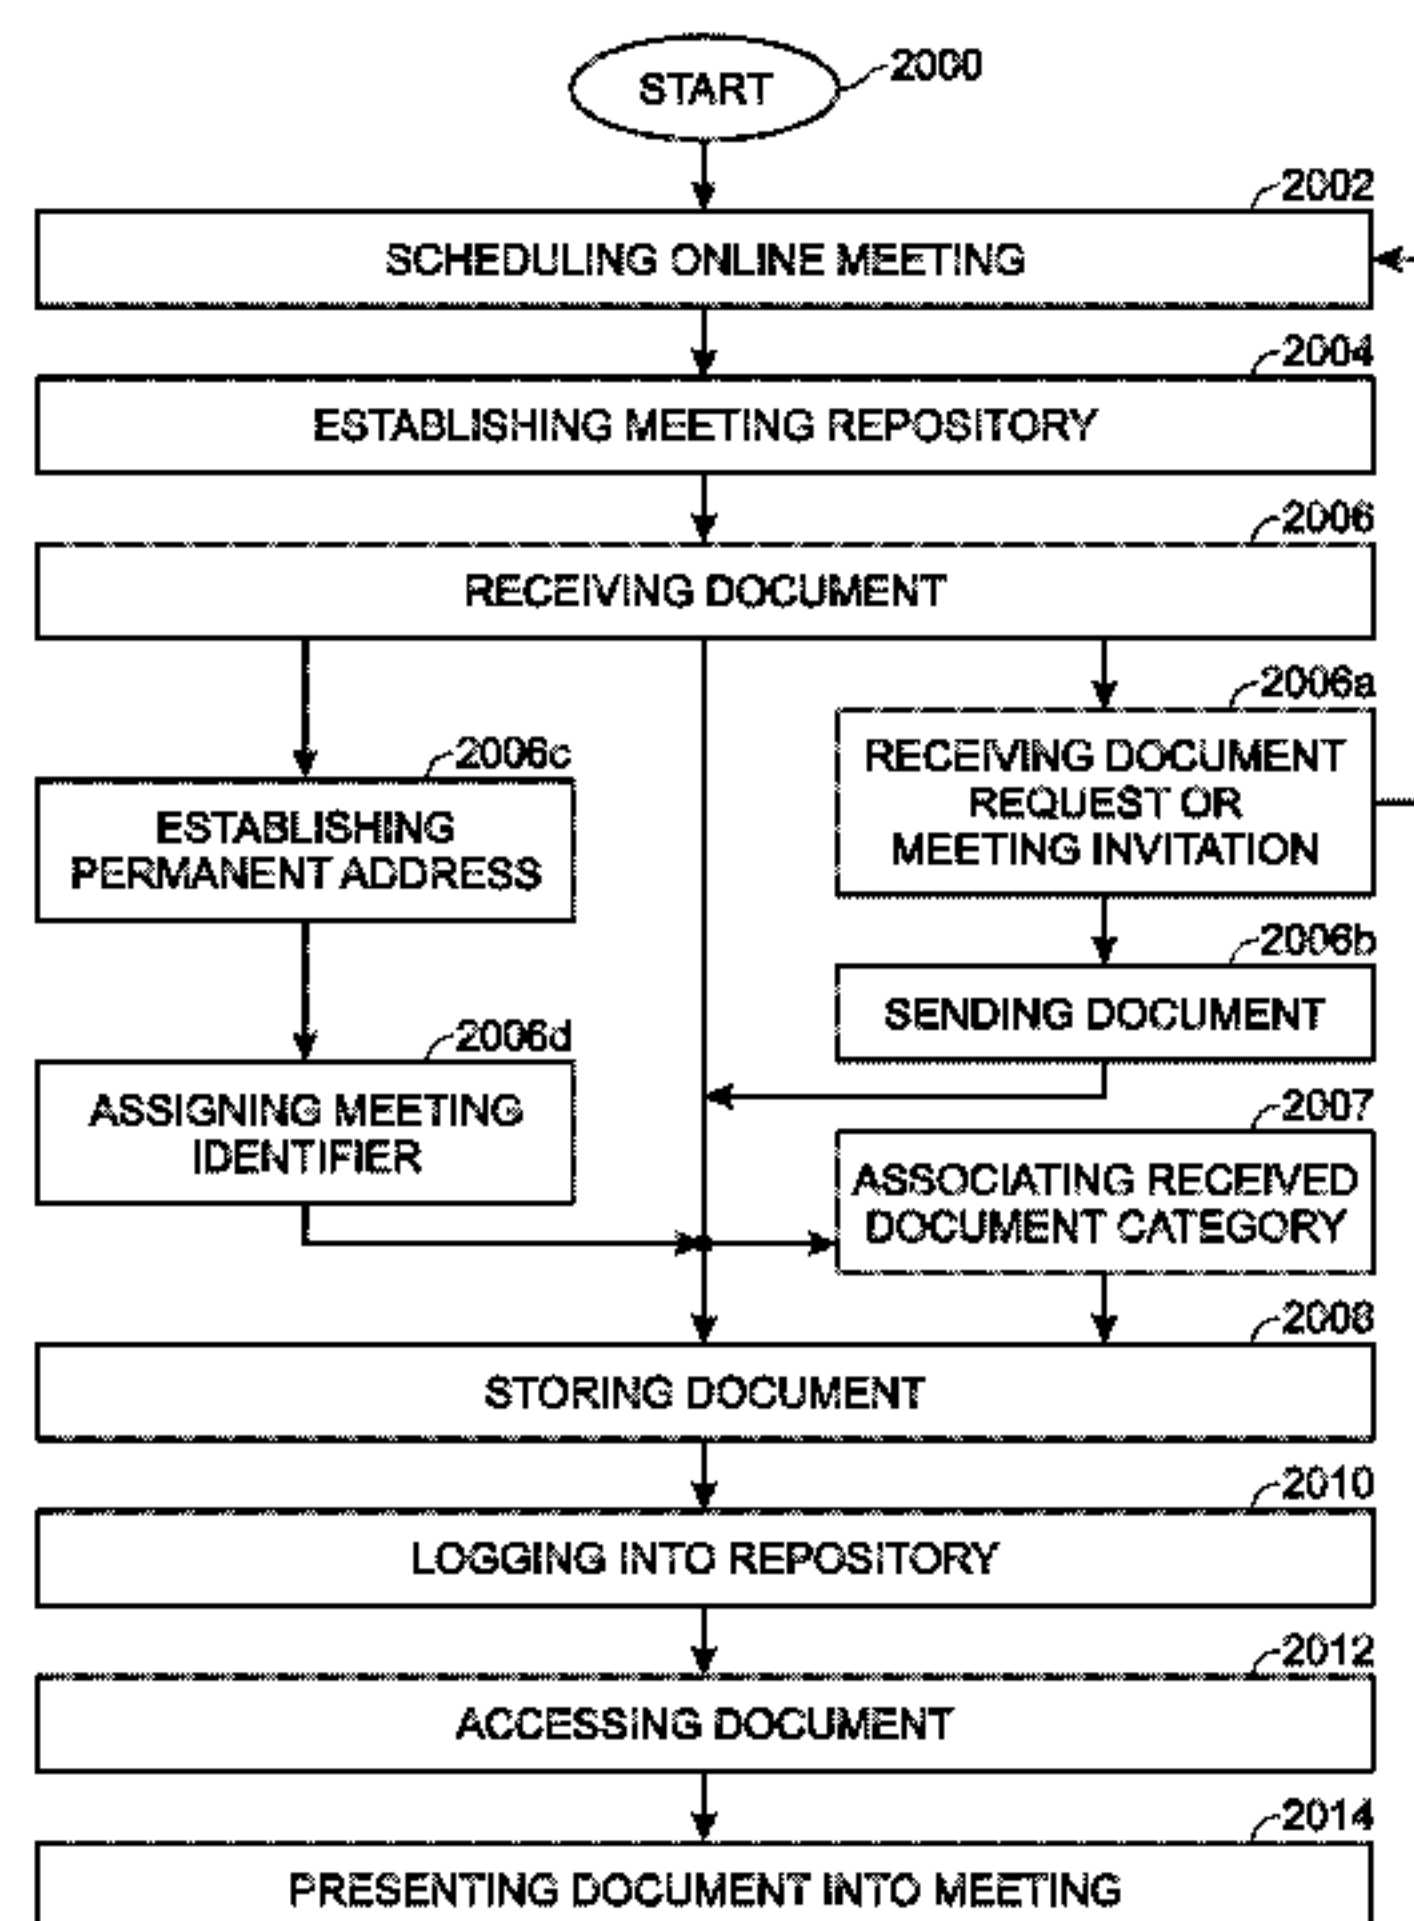 START
2000
2002
SCHEDULING ONLINE MEETING
2004
ESTABLISHING MEETING REPOSITORY
2006
RECEIVING DOCUMENT
2006a
RECEIVING DOCUMENT
REQUEST OR
MEETING INVITATION
2006c
ESTABLISHING
PERMANENT ADDRESS
2006b
SENDING DOCUMENT
2006d
ASSIGNING MEETING
IDENTIFIER
2007
ASSOCIATING RECEIVED
DOCUMENT CATEGORY
2008
STORING DOCUMENT
2010
LOGGING INTO REPOSITORY
2012
ACCESSING DOCUMENT
2014
PRESENTING DOCUMENT INTO MEETING